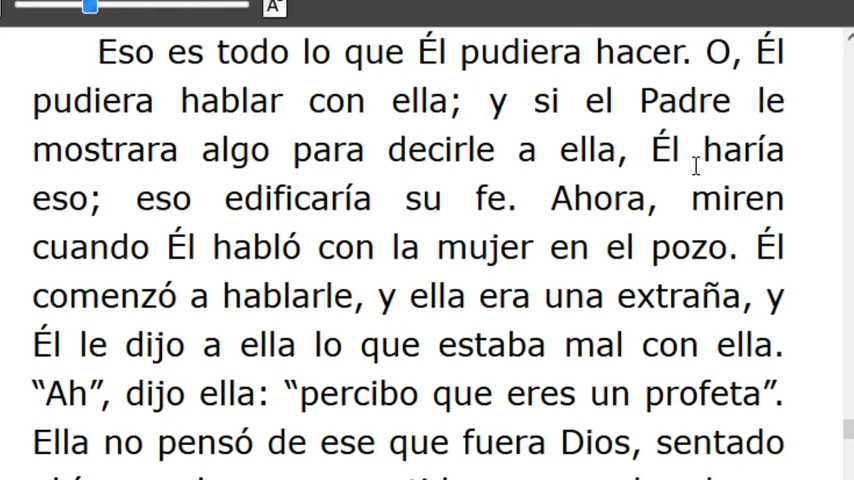 A
Eso es todo lo que Él pudiera hacer. O, Él
pudiera hablar con ella; y si el Padre le
mostrara algo para decirle a ella, Él haría
eso; eso edificaría su fe. Ahora, miren
cuando Él habló con la mujer en el pozo. Él
comenzó a hablarle, y ella era una extraña, y
Él le dijo a ella lo que estaba mal con ella.
“Ah”, dijo ella: “percibo que eres un profeta”.
Ella no pensó de ese que fuera Dios, sentado